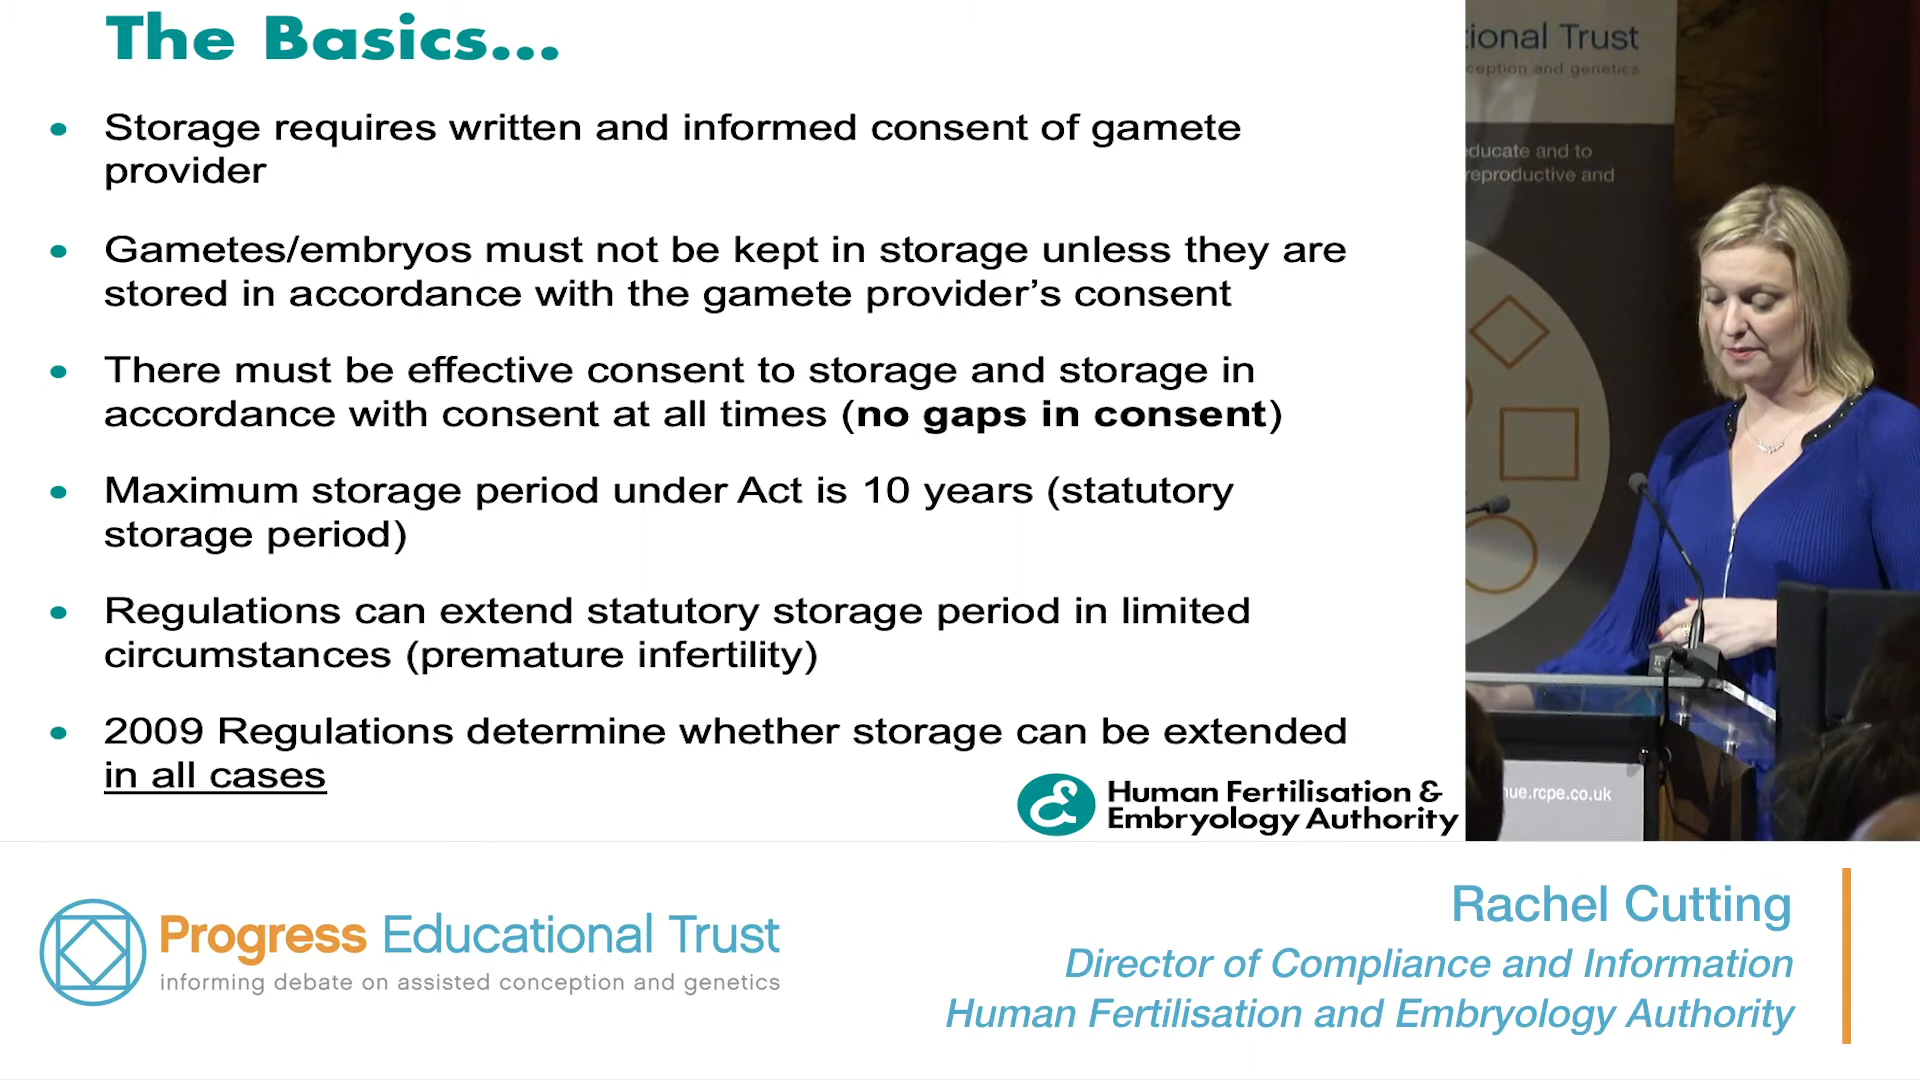 The Basics...
• Storage requires written and informed consent of gamete
provider
• Gametes/embryos must not be kept in storage unless they are
stored in accordance with the gamete provider’s consent
• There must be effective consent to storage and storage in
accordance with consent at all times (no gaps in consent)
• Maximum storage period under Act is 10 years (statutory
storage period)
• Regulations can extend statutory storage period in limited
circumstances (premature infertility)
• 2009 Regulations determine whether storage can be extended
in all cases
Human Fertilisation &
Embryology Authority
ional Trust
ception and genetics
educate and to
reproductive and
nue.rcpe.co.uk
Progress Educational Trust
informing debate on assisted conception and genetics
Rachel Cutting
Director of Compliance and Information
Human Fertilisation and Embryology Authority